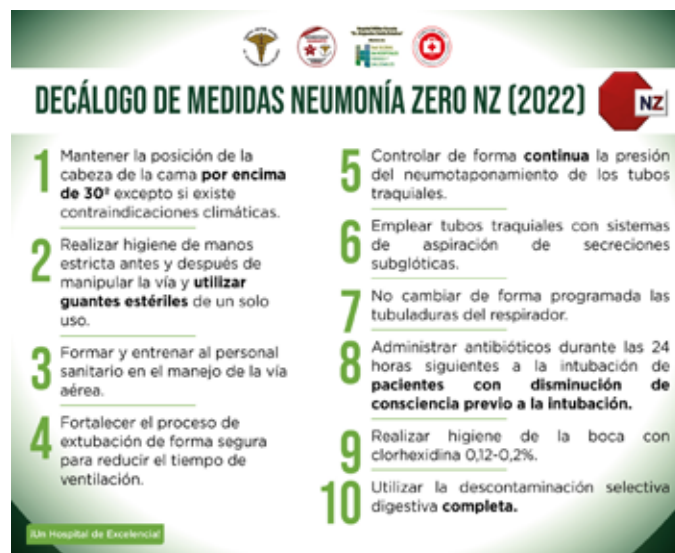 DECÁLOGO DE MEDIDAS NEUMONÍA ZERO NZ (2022)
NZ
1
Mantener la posición de la
cabeza de la cama por encima
de 30º excepto si existe
contraindicaciones climáticas.
2
Realizar higiene de manos
estricta antes y después de
manipular la vía y utilizar
guantes estériles de un solo
uso.
3
Formar y entrenar al personal
sanitario en el manejo de la vía
aérea.
4
Fortalecer el proceso de
extubación de forma segura
para reducir el tiempo de
ventilación.
5
Controlar de forma continua la presión
del neumotaponamiento de los tubos
traquiales.
6
Emplear tubos traquiales con sistemas
de aspiración de secreciones
subglóticas.
7
No cambiar de forma programada las
tubuladuras del respirador.
8
Administrar antibióticos durante las 24
horas siguientes a la intubación de
pacientes con disminución de
consciencia previo a la intubación.
9
Realizar higiene de la boca con
clorhexidina 0,12-0,2%.
10
Utilizar la descontaminación selectiva
digestiva completa.
¡Un Hospital de Excelencia!